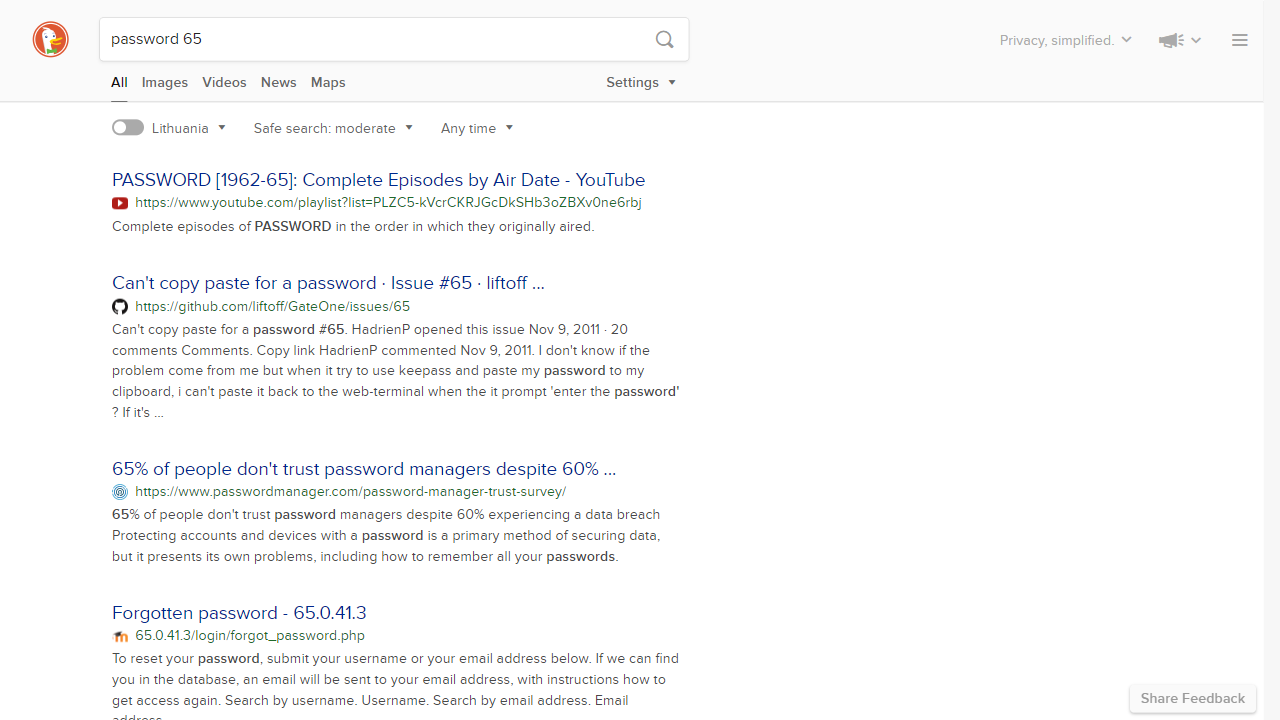 password 65
Privacy, simplified.
All Images Videos News Maps Settings
Lithuania Safe search: moderate Any time
PASSWORD [1962-65]: Complete Episodes by Air Date - YouTube
https://www.youtube.com/playlist?list=PLZC5-kVcrCKRJGcDkSHb3oZBXv0ne6rbj
Complete episodes of PASSWORD in the order in which they originally aired.
Can't copy paste for a password · Issue #65 · liftoff ...
https://github.com/liftoff/GateOne/issues/65
Can't copy paste for a password #65. HadrienP opened this issue Nov 9, 2011 · 20
comments Comments. Copy link HadrienP commented Nov 9, 2011. I don't know if the
problem come from me but when it try to use keepass and paste my password to my
clipboard, i can't paste it back to the web-terminal when the it prompt 'enter the password'
? If it's ...
65% of people don't trust password managers despite 60% ...
https://www.passwordmanager.com/password-manager-trust-survey/
65% of people don't trust password managers despite 60% experiencing a data breach
Protecting accounts and devices with a password is a primary method of securing data,
but it presents its own problems, including how to remember all your passwords.
Forgotten password - 65.0.41.3
65.0.41.3/login/forgot_password.php
To reset your password, submit your username or your email address below. If we can find
you in the database, an email will be sent to your email address, with instructions how to
get access again. Search by username. Username. Search by email address. Email
address
Share Feedback